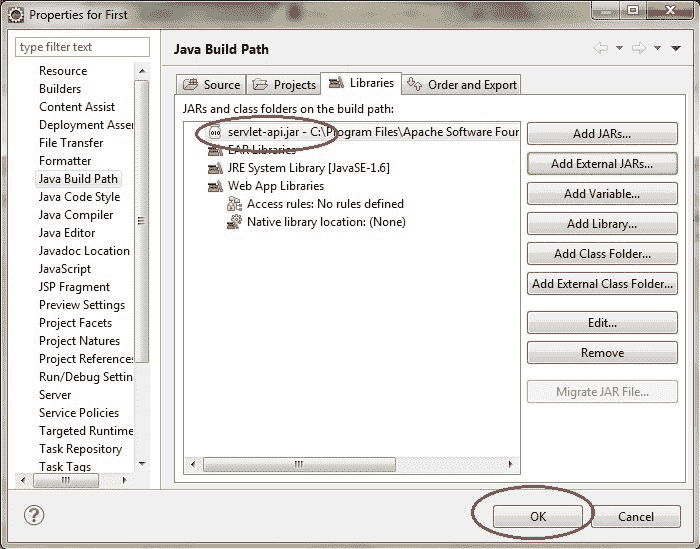 Properties for First
type filter text
Resource
Builders
Content Assist
Deployment Asser
File Transfer
Formatter
Java Build Path
Java Code Style
Java Compiler
Java Editor
Javadoc Location
JavaScript
JSP Fragment
Preview Settings
Project Facets
Project Natures
Project References
Run/Debug Settin
Server
Service Policies
Targeted Runtime
Task Repository
Task Tags
Java Build Path
Source Projects Libraries Order and Export
JARs and class folders on the build path:
servlet-api.jar - C:\Program Files\Apache Software Four
EAR Libraries
JRE System Library [JavaSE-1.6]
Web App Libraries
Access rules: No rules defined
Native library location: (None)
Add JARs...
Add External JARs...
Add Variable...
Add Library...
Add Class Folder...
Add External Class Folder...
Edit...
Remove
Migrate JAR File...
?
OK Cancel